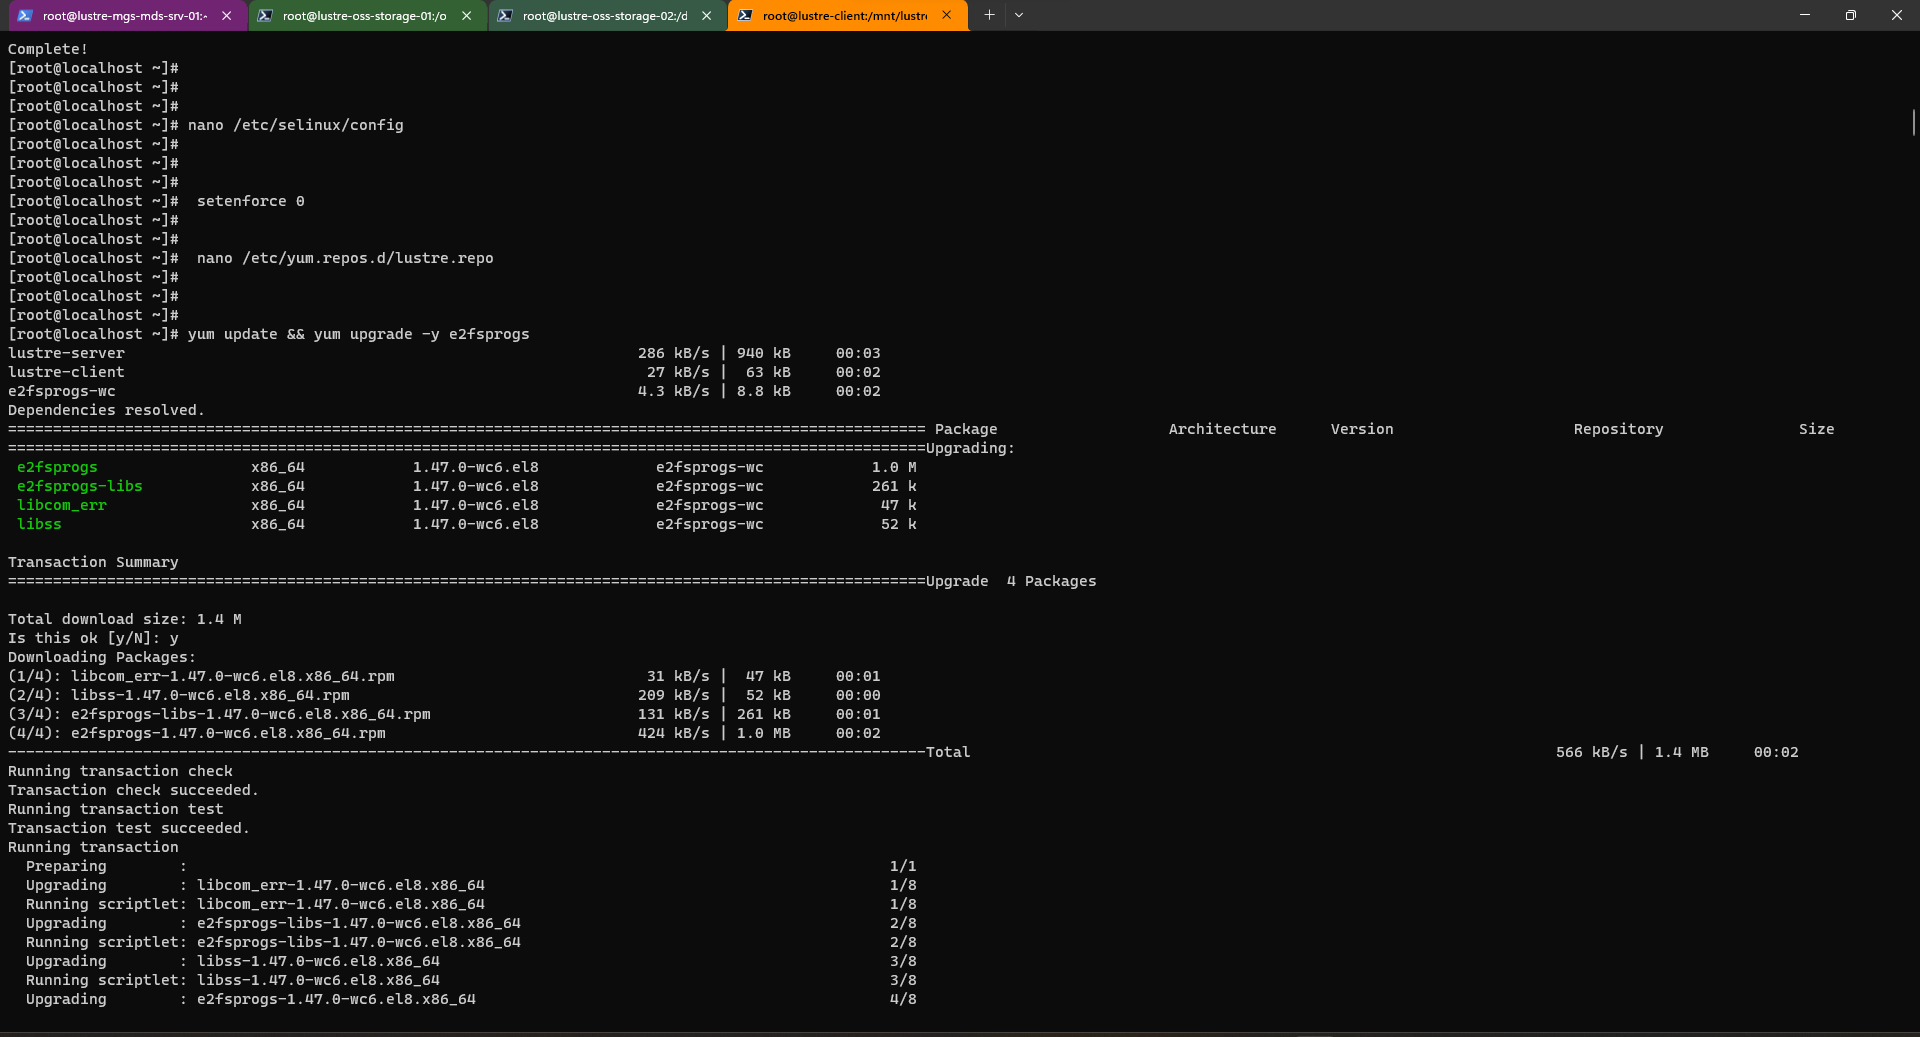 root@lustre-mgs-mds-srv-01:~
root@lustre-oss-storage-01:/o
root@lustre-oss-storage-02:/d
root@lustre-client:/mnt/lustre
Complete!
[root@localhost ~]#
[root@localhost ~]#
[root@localhost ~]#
[root@localhost ~]# nano /etc/selinux/config
[root@localhost ~]#
[root@localhost ~]#
[root@localhost ~]#
[root@localhost ~]#  setenforce 0
[root@localhost ~]#
[root@localhost ~]#
[root@localhost ~]#  nano /etc/yum.repos.d/lustre.repo
[root@localhost ~]#
[root@localhost ~]#
[root@localhost ~]#
[root@localhost ~]# yum update && yum upgrade -y e2fsprogs
lustre-server 286 kB/s | 940 kB 00:03
lustre-client 27 kB/s | 63 kB 00:02
e2fsprogs-wc 4.3 kB/s | 8.8 kB 00:02
Dependencies resolved.
====================================================================================================== Package Architecture Version Repository Size
======================================================================================================Upgrading:
e2fsprogs x86_64 1.47.0-wc6.el8 e2fsprogs-wc 1.0 M
e2fsprogs-libs x86_64 1.47.0-wc6.el8 e2fsprogs-wc 261 k
libcom_err x86_64 1.47.0-wc6.el8 e2fsprogs-wc 47 k
libss x86_64 1.47.0-wc6.el8 e2fsprogs-wc 52 k
Transaction Summary
======================================================================================================Upgrade  4 Packages
Total download size: 1.4 M
Is this ok [y/N]: y
Downloading Packages:
(1/4): libcom_err-1.47.0-wc6.el8.x86_64.rpm 31 kB/s | 47 kB 00:01
(2/4): libss-1.47.0-wc6.el8.x86_64.rpm 209 kB/s | 52 kB 00:00
(3/4): e2fsprogs-libs-1.47.0-wc6.el8.x86_64.rpm 131 kB/s | 261 kB 00:01
(4/4): e2fsprogs-1.47.0-wc6.el8.x86_64.rpm 424 kB/s | 1.0 MB 00:02
------------------------------------------------------------------------------------------------------Total 566 kB/s | 1.4 MB 00:02
Running transaction check
Transaction check succeeded.
Running transaction test
Transaction test succeeded.
Running transaction
Preparing : 1/1
Upgrading : libcom_err-1.47.0-wc6.el8.x86_64 1/8
Running scriptlet: libcom_err-1.47.0-wc6.el8.x86_64 1/8
Upgrading : e2fsprogs-libs-1.47.0-wc6.el8.x86_64 2/8
Running scriptlet: e2fsprogs-libs-1.47.0-wc6.el8.x86_64 2/8
Upgrading : libss-1.47.0-wc6.el8.x86_64 3/8
Running scriptlet: libss-1.47.0-wc6.el8.x86_64 3/8
Upgrading : e2fsprogs-1.47.0-wc6.el8.x86_64 4/8